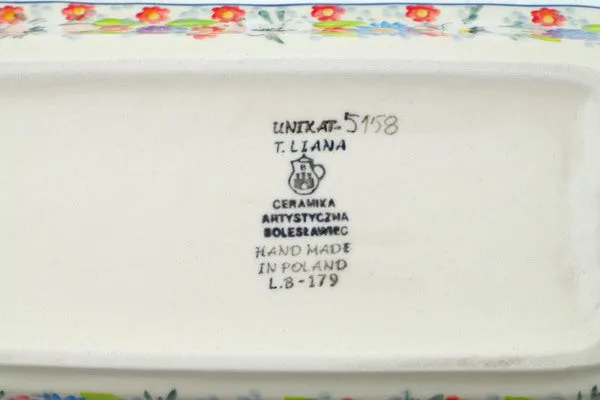 UNIKAT-5158
T. LIANA
B
CERAMIKA
ARTYSTYCZNA
BOLESŁAWIEC
HAND MADE
IN POLAND
L.B-179